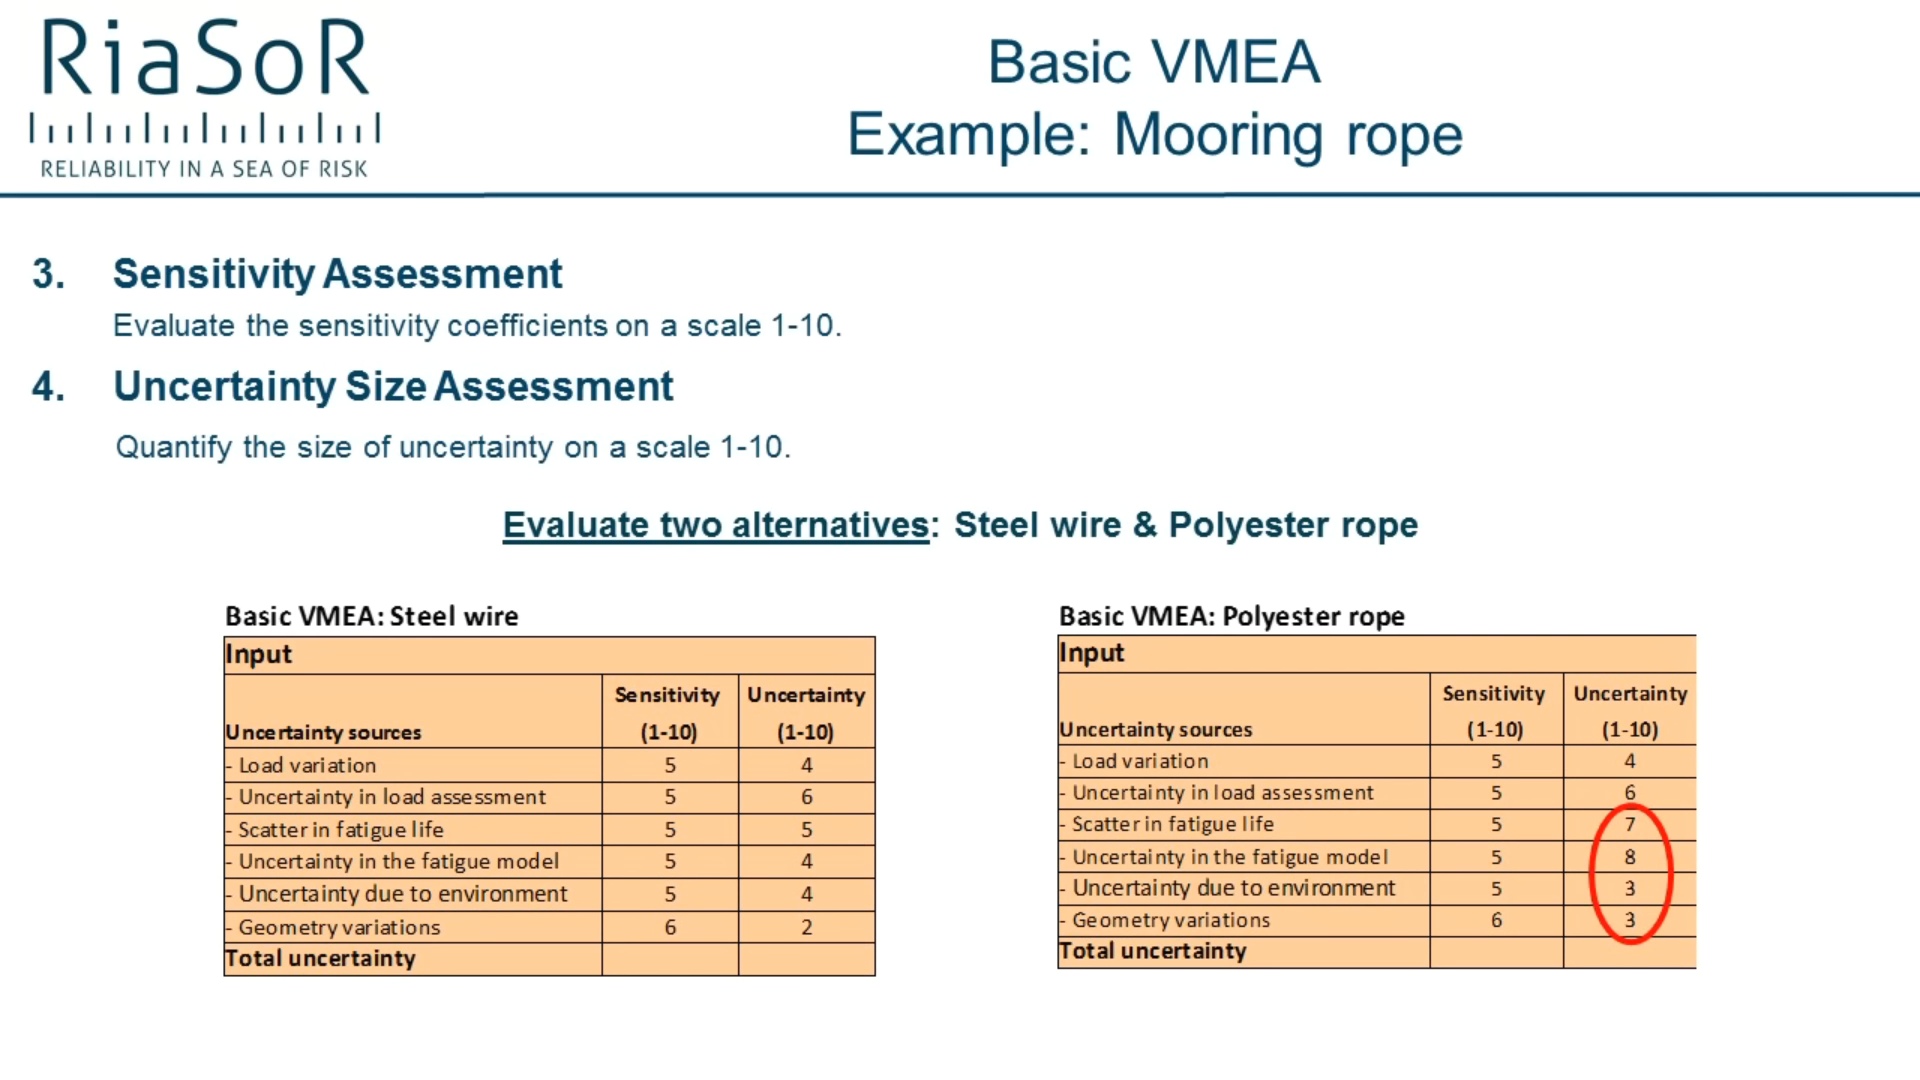 RiaSoR
RELIABILITY IN A SEA OF RISK
Basic VMEA
Example: Mooring rope
3. Sensitivity Assessment
Evaluate the sensitivity coefficients on a scale 1-10.
4. Uncertainty Size Assessment
Quantify the size of uncertainty on a scale 1-10.
Evaluate two alternatives: Steel wire & Polyester rope
Basic VMEA: Steel wire
Input
Sensitivity Uncertainty
Uncertainty sources (1-10) (1-10)
- Load variation 5 4
- Uncertainty in load assessment 5 6
- Scatter in fatigue life 5 5
- Uncertainty in the fatigue model 5 4
- Uncertainty due to environment 5 4
- Geometry variations 6 2
Total uncertainty
Basic VMEA: Polyester rope
Input
Sensitivity Uncertainty
Uncertainty sources (1-10) (1-10)
- Load variation 5 4
- Uncertainty in load assessment 5 6
- Scatter in fatigue life 5 7
- Uncertainty in the fatigue model 5 8
- Uncertainty due to environment 5 3
- Geometry variations 6 3
Total uncertainty